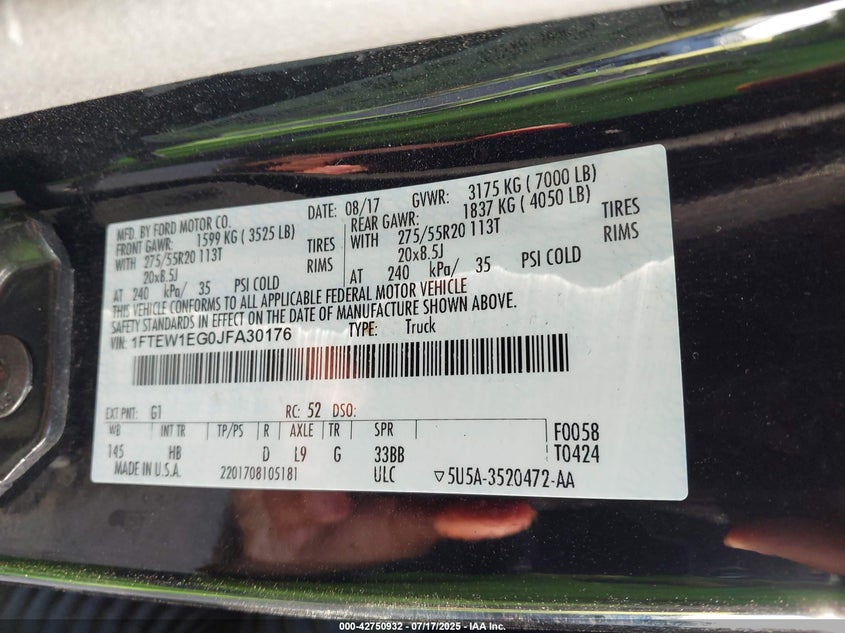 MFD. BY FORD MOTOR CO.
DATE: 08/17 GVWR: 3175 KG ( 7000 LB)
FRONT GAWR: 1599 KG ( 3525 LB)
REAR GAWR: 1837 KG ( 4050 LB)
WITH 275/55R20 113T TIRES
WITH 275/55R20 113T TIRES
20x8.5J RIMS
20x8.5J RIMS
AT 240 kPa/ 35 PSI COLD
AT 240 kPa/ 35 PSI COLD
THIS VEHICLE CONFORMS TO ALL APPLICABLE FEDERAL MOTOR VEHICLE
SAFETY STANDARDS IN EFFECT ON THE DATE OF MANUFACTURE SHOWN ABOVE.
VIN: 1FTEW1EG0JFA30176 TYPE: Truck
EXT PNT: G1 RC: 52 DSO:
WB INT TR TP/PS R AXLE TR SPR
145 HB D L9 G 33BB
F0058
T0424
MADE IN U.S.A. 2201708105181 ULC ▽5U5A-3520472-AA
000-42750932 - 07/17/2025 - IAA Inc.